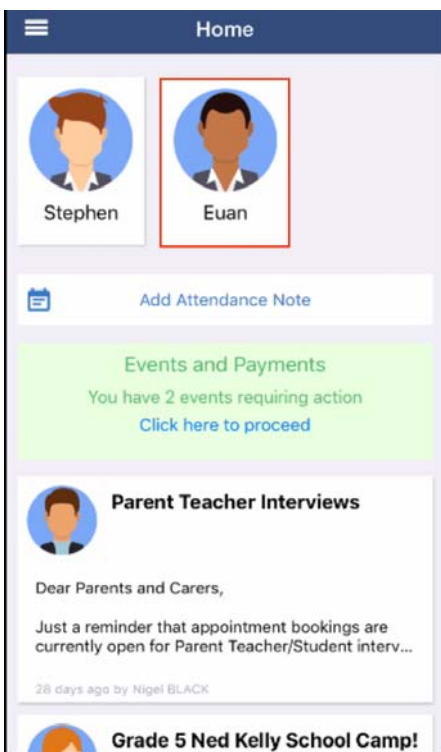 Home
Stephen
Euan
Add Attendance Note
Events and Payments
You have 2 events requiring action
Click here to proceed
Parent Teacher Interviews
Dear Parents and Carers,
Just a reminder that appointment bookings are
currently open for Parent Teacher/Student interv...
28 days ago by Nigel BLACK
Grade 5 Ned Kelly School Camp!